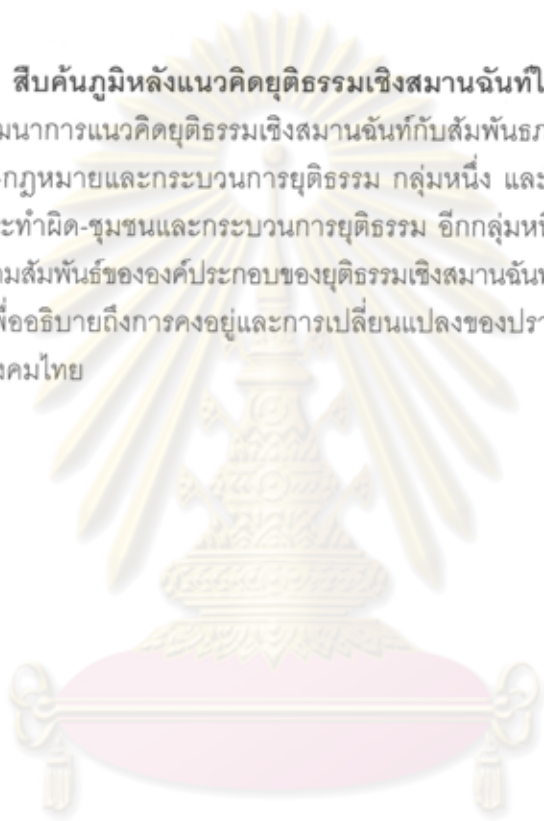 สืบค้นภูมิหลังแนวคิดยุติธรรมเชิงสมานฉันท์ใ
มนาการแนวคิดยุติธรรมเชิงสมานฉันท์กับสัมพันธภ
-กฎหมายและกระบวนการยุติธรรม กลุ่มหนึ่ง และ
ะทำผิด-ชุมชนและกระบวนการยุติธรรม อีกกลุ่มหนึ
ามสัมพันธ์ขององค์ประกอบของยุติธรรมเชิงสมานฉันท
พื่ออธิบายถึงการคงอยู่และการเปลี่ยนแปลงของปรา
งคมไทย